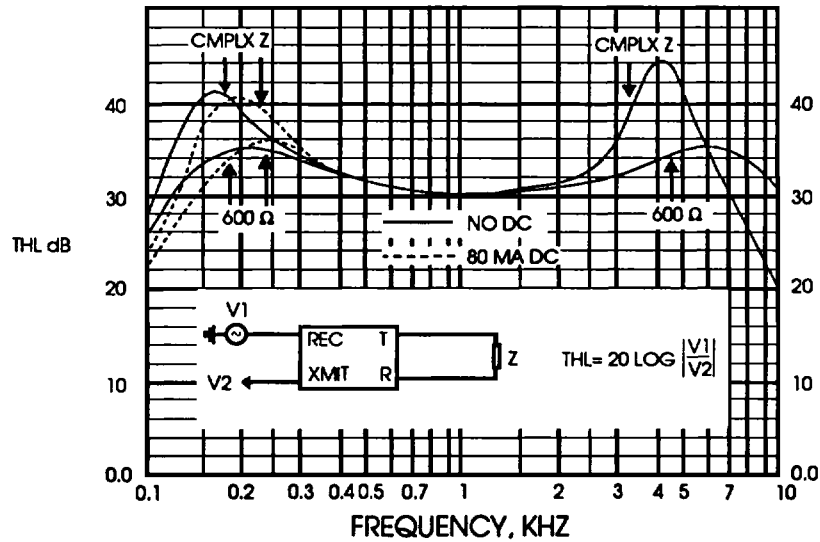 CMPLX Z
CMPLX Z
40
40
30
30
600 Ω
600 Ω
NO DC
80 MA DC
THL dB
20
20
V1
REC T
XMIT R
Z
V2
THL= 20 LOG |V1/V2|
10
10
0.0
0.0
0.1 0.2 0.3 0.4 0.5 0.7 1 2 3 4 5 7 10
FREQUENCY, KHZ